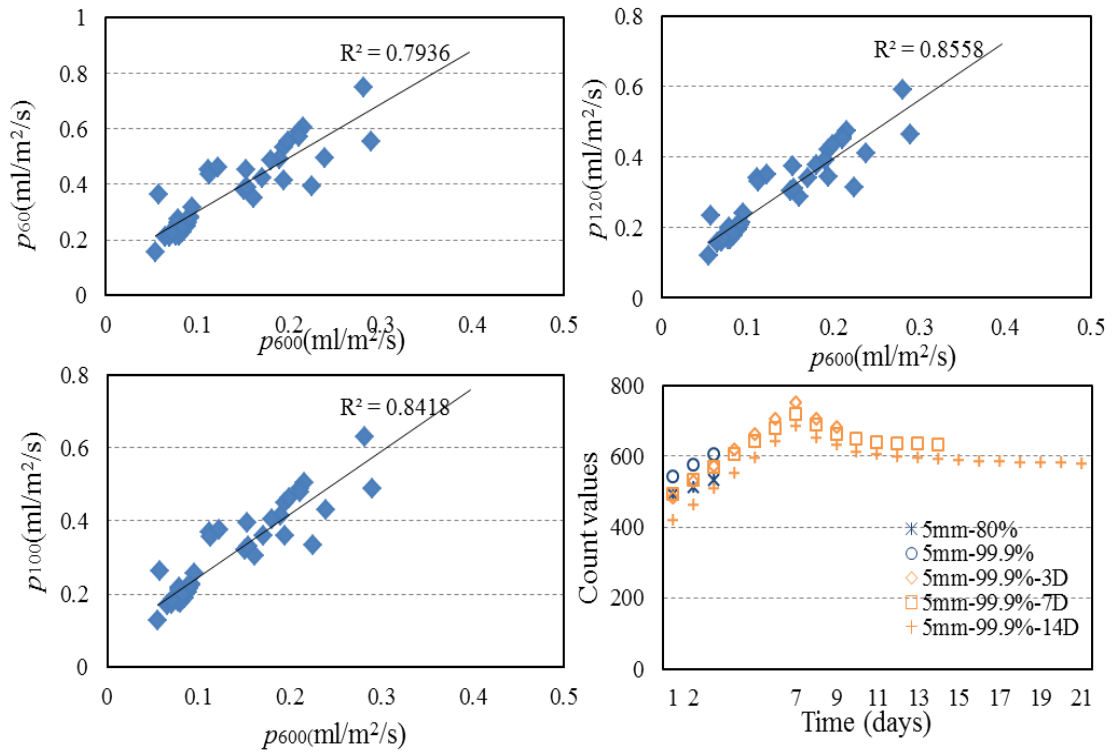 1
0.8
0.6
0.4
0.2
0
0 0.1 0.2 0.3 0.4 0.5
p60(ml/m²/s)
R² = 0.7936
p600(ml/m²/s)
0.8
0.6
0.4
0.2
0
0 0.1 0.2 0.3 0.4 0.5
p120(ml/m²/s)
R² = 0.8558
p600(ml/m²/s)
0.8
0.6
0.4
0.2
0
0 0.1 0.2 0.3 0.4 0.5
p100(ml/m²/s)
R² = 0.8418
p600(ml/m²/s)
800
600
400
200
0
1 2 7 8 9 11 13 15 17 19 21
Count values
5mm-80%
5mm-99.9%
5mm-99.9%-3D
5mm-99.9%-7D
5mm-99.9%-14D
Time (days)